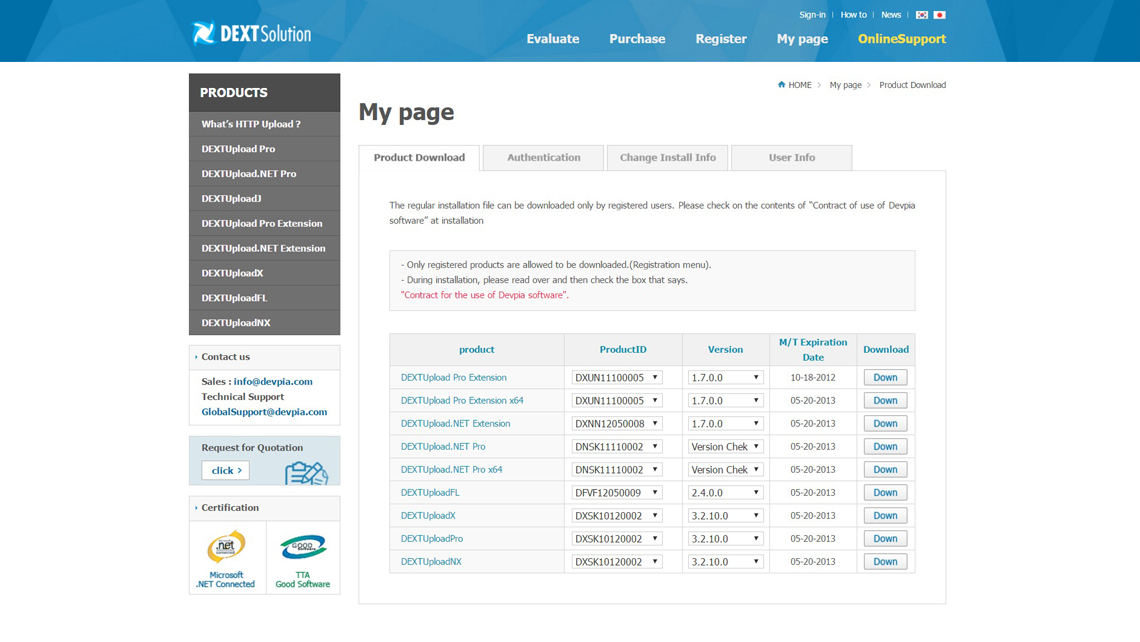 Sign-in | How to | News |
DEXTSolution
Evaluate Purchase Register My page OnlineSupport
PRODUCTS
What's HTTP Upload ?
DEXTUpload Pro
DEXTUpload.NET Pro
DEXTUploadJ
DEXTUpload Pro Extension
DEXTUpload.NET Extension
DEXTUploadX
DEXTUploadFL
DEXTUploadNX
Contact us
Sales : info@devpia.com
Technical Support
GlobalSupport@devpia.com
Request for Quotation
click >
Certification
.net
Microsoft
.NET Connected
GOOD
Software
TTA
Good Software
HOME > My page > Product Download
My page
Product Download Authentication Change Install Info User Info
The regular installation file can be downloaded only by registered users. Please check on the contents of "Contract of use of Devpia
software" at installation
- Only registered products are allowed to be downloaded.(Registration menu).
- During installation, please read over and then check the box that says.
"Contract for the use of Devpia software".
product ProductID Version M/T Expiration Date Download
DEXTUpload Pro Extension DXUN11100005 1.7.0.0 10-18-2012 Down
DEXTUpload Pro Extension x64 DXUN11100005 1.7.0.0 05-20-2013 Down
DEXTUpload.NET Extension DXNN12050008 1.7.0.0 05-20-2013 Down
DEXTUpload.NET Pro DNSK11110002 Version Chek 05-20-2013 Down
DEXTUpload.NET Pro x64 DNSK11110002 Version Chek 05-20-2013 Down
DEXTUploadFL DFVF12050009 2.4.0.0 05-20-2013 Down
DEXTUploadX DXSK10120002 3.2.10.0 05-20-2013 Down
DEXTUploadPro DXSK10120002 3.2.10.0 05-20-2013 Down
DEXTUploadNX DXSK10120002 3.2.10.0 05-20-2013 Down